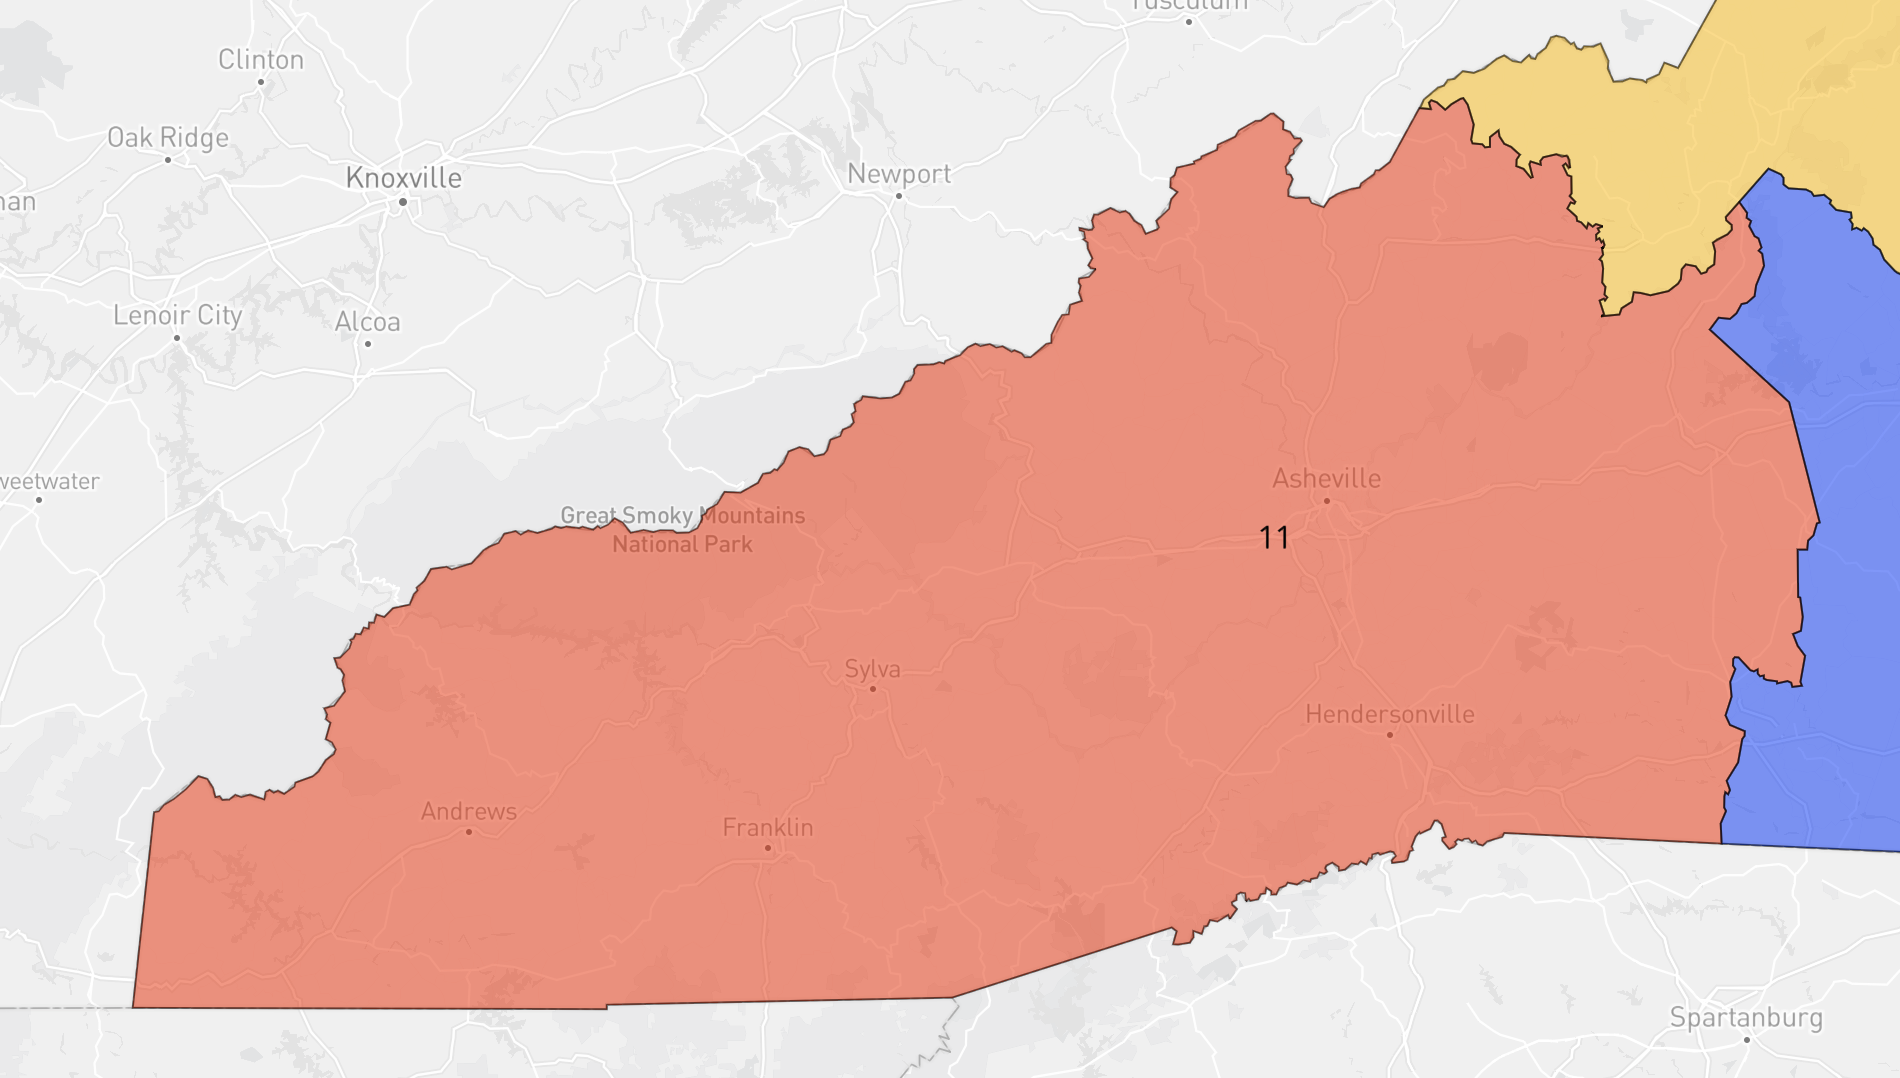 Tusculum
Clinton
Oak Ridge
Knoxville
Newport
Lenoir City
Alcoa
weetwater
Asheville
Great Smoky Mountains
National Park
11
Sylva
Hendersonville
Andrews
Franklin
Spartanburg